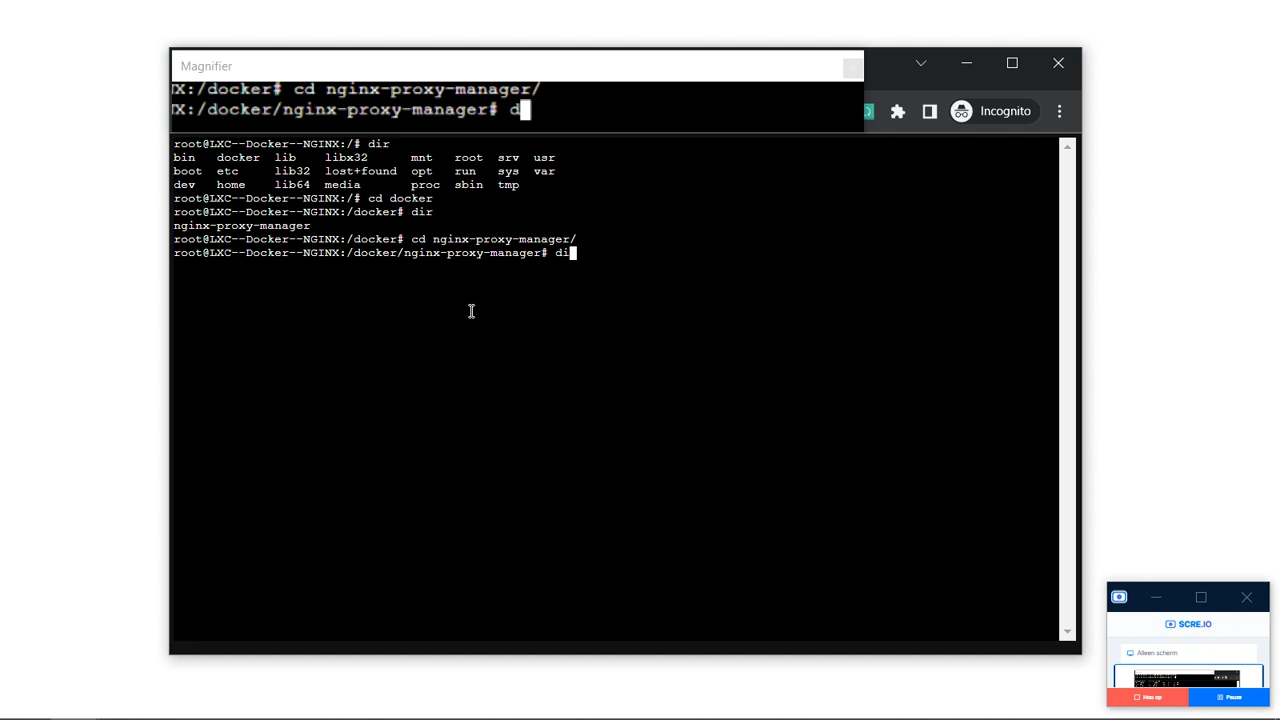 Magnifier
X:/docker# cd nginx-proxy-manager/
X:/docker/nginx-proxy-manager# d
Incognito
root@LXC--Docker--NGINX:/# dir
bin docker lib libx32 mnt root srv usr
boot etc lib32 lost+found opt run sys var
dev home lib64 media proc sbin tmp
root@LXC--Docker--NGINX:/# cd docker
root@LXC--Docker--NGINX:/docker# dir
nginx-proxy-manager
root@LXC--Docker--NGINX:/docker# cd nginx-proxy-manager/
root@LXC--Docker--NGINX:/docker/nginx-proxy-manager# di
SCRE.IO
Alleen scherm
Pauze